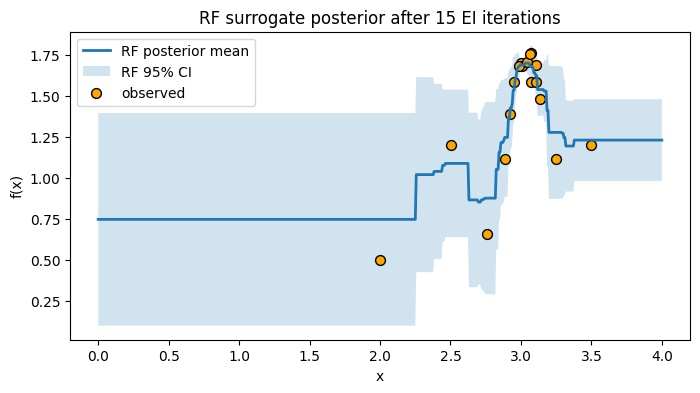 RF surrogate posterior after 15 EI iterations
RF posterior mean
RF 95% CI
observed
f(x)
1.75
1.50
1.25
1.00
0.75
0.50
0.25
0.0 0.5 1.0 1.5 2.0 2.5 3.0 3.5 4.0
x